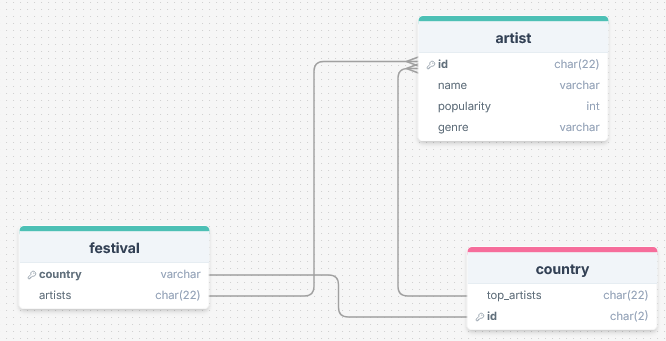 artist
id char(22)
name varchar
popularity int
genre varchar
festival
country varchar
artists char(22)
country
top_artists char(22)
id char(2)